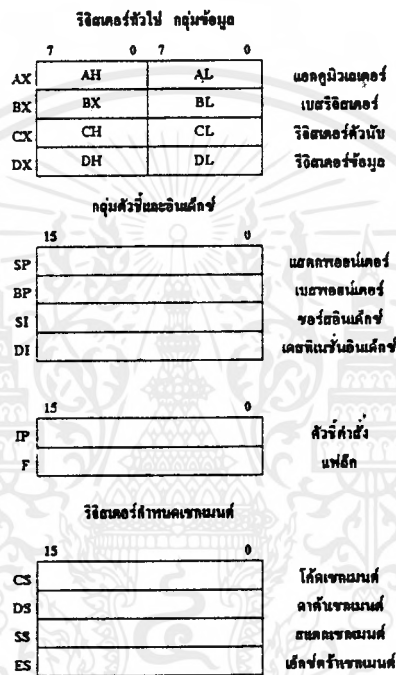 รีจิสเตอร์ทั่วไป กลุ่มข้อมูล
7 0 7 0
AX AH AL แอคคูมิวเลเตอร์
BX BX BL เบสรีจิสเตอร์
CX CH CL รีจิสเตอร์ตัวนับ
DX DH DL รีจิสเตอร์ข้อมูล
กลุ่มตัวชี้และอินเด็กซ์
15 0
SP แสตกพอยน์เตอร์
BP เบสพอยน์เตอร์
SI ซอร์สอินเด็กซ์
DI เดสทิเนชั่นอินเด็กซ์
15 0
IP ตัวชี้คำสั่ง
F แฟล็ก
รีจิสเตอร์กำหนดเซกเมนต์
15 0
CS โค้ดเซกเมนต์
DS ดาต้าเซกเมนต์
SS สแตคเซกเมนต์
ES เอ็กซ์ตร้าเซกเมนต์